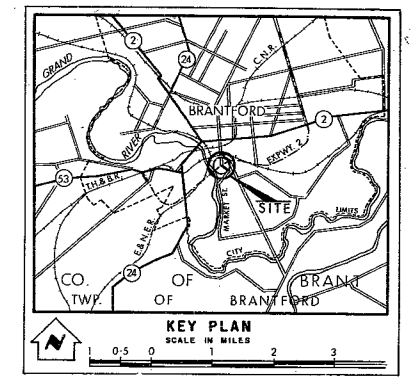 2
24
C.N.R.
GRAND
RIVER
BRANTFORD
2
53
T.H.& B.R.
EXPWY 2
MARKET ST.
SITE
E.& N.E.R.
CITY
LIMITS
24
CO. OF BRANT
TWP. OF BRANTFORD
KEY PLAN
SCALE IN MILES
N
1 0·5 0 1 2 3